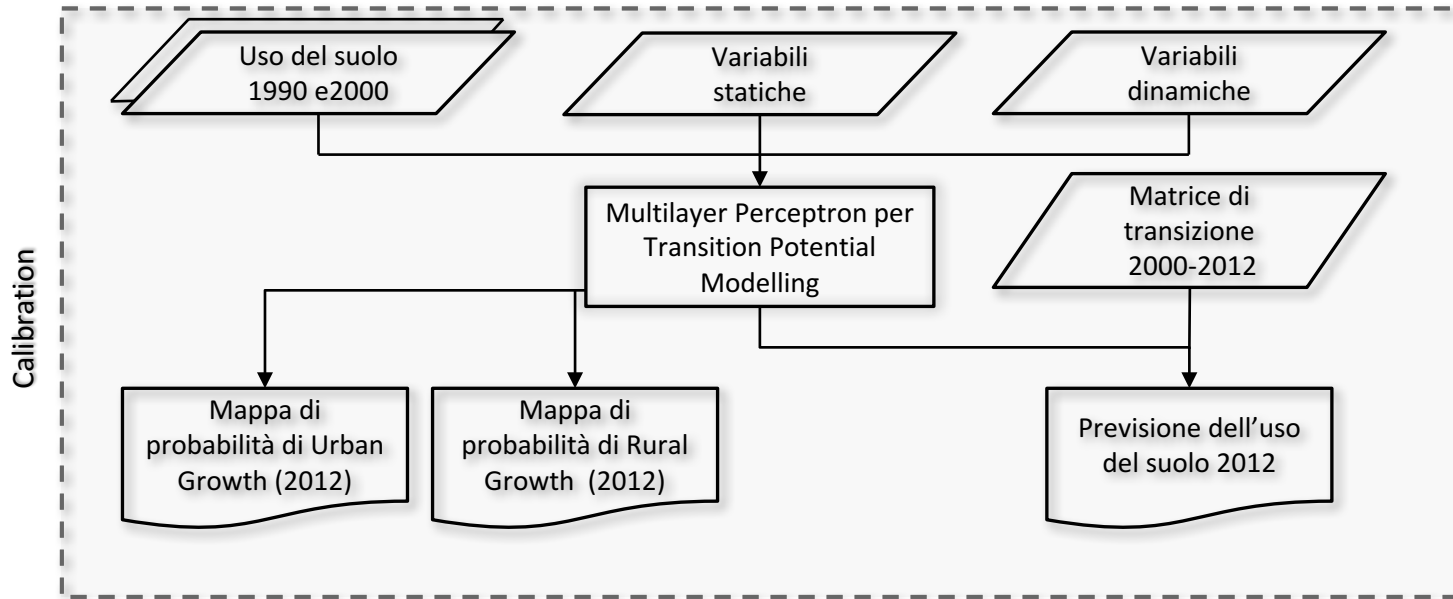 Uso del suolo
1990 e2000
Variabili
statiche
Variabili
dinamiche
Multilayer Perceptron per
Transition Potential
Modelling
Matrice di
transizione
2000-2012
Calibration
Mappa di
probabilità di Urban
Growth (2012)
Mappa di
probabilità di Rural
Growth (2012)
Previsione dell’uso
del suolo 2012